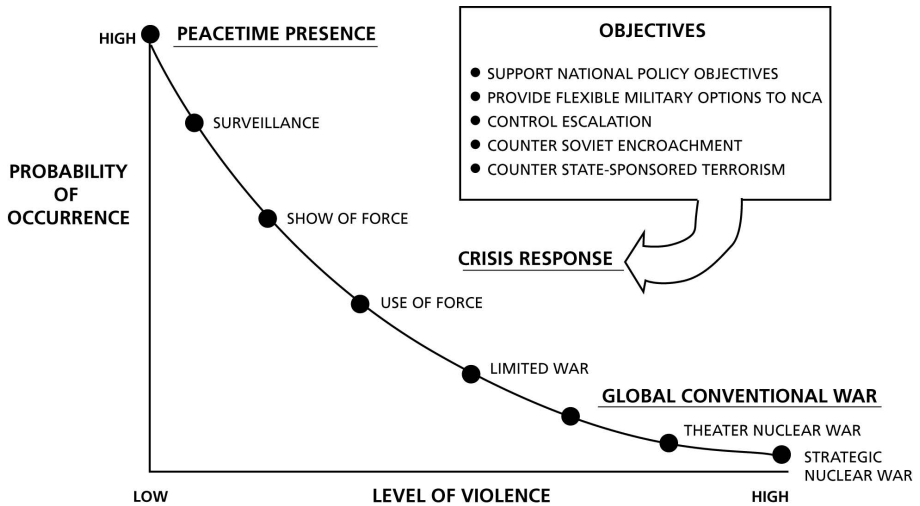 HIGH
PEACETIME PRESENCE
OBJECTIVES
● SUPPORT NATIONAL POLICY OBJECTIVES
● PROVIDE FLEXIBLE MILITARY OPTIONS TO NCA
● CONTROL ESCALATION
● COUNTER SOVIET ENCROACHMENT
● COUNTER STATE-SPONSORED TERRORISM
SURVEILLANCE
PROBABILITY
OF
OCCURRENCE
SHOW OF FORCE
CRISIS RESPONSE
USE OF FORCE
LIMITED WAR
GLOBAL CONVENTIONAL WAR
THEATER NUCLEAR WAR
STRATEGIC
NUCLEAR WAR
LOW
LEVEL OF VIOLENCE
HIGH